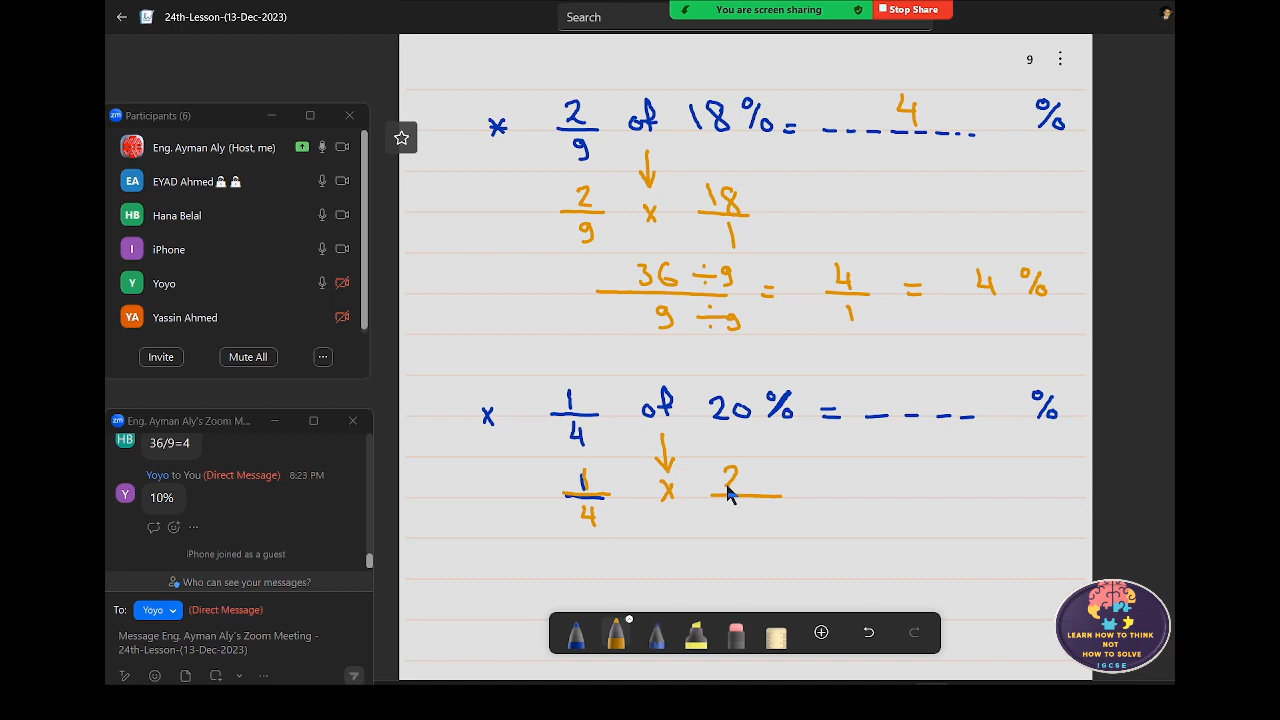 24th-Lesson-(13-Dec-2023)
Search
You are screen sharing
Stop Share
Participants (6)
Eng. Ayman Aly (Host, me)
EA
EYAD Ahmed
HB
Hana Belal
I
iPhone
Y
Yoyo
YA
Yassin Ahmed
Invite
Mute All
...
Eng. Ayman Aly's Zoom M...
HB
36/9=4
Yoyo to You (Direct Message) 8:23 PM
Y
10%
...
iPhone joined as a guest
Who can see your messages?
To: Yoyo (Direct Message)
Message Eng. Ayman Aly's Zoom Meeting -
24th-Lesson-(13-Dec-2023)
...
9
* 2/9 of 18% = 4 %
2/9 x 18/1
36 ÷9 / 9 ÷9 = 4/1 = 4 %
x 1/4 of 20% = ----- %
1/4 x 2
LEARN HOW TO THINK
NOT
HOW TO SOLVE
IGCSE